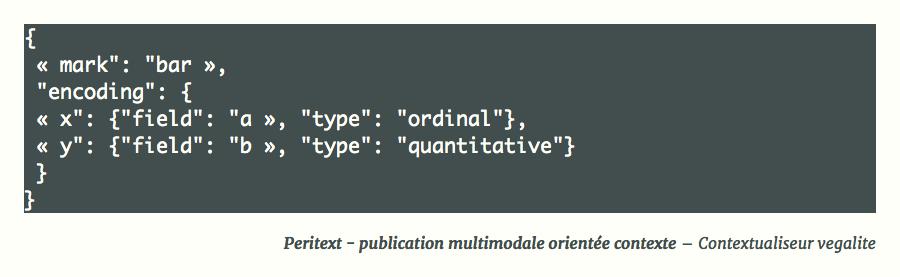 {
« mark": "bar »,
"encoding": {
« x": {"field": "a », "type": "ordinal"},
« y": {"field": "b », "type": "quantitative"}
}
}
Peritext – publication multimodale orientée contexte – Contextualiseur vegalite